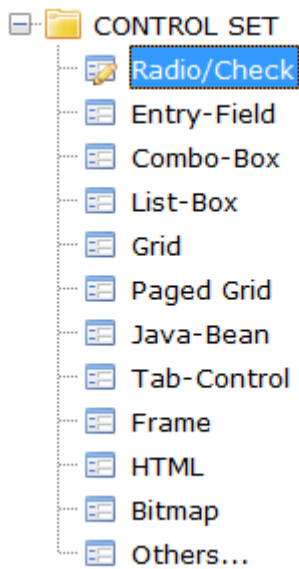 CONTROL SET
Radio/Check
Entry-Field
Combo-Box
List-Box
Grid
Paged Grid
Java-Bean
Tab-Control
Frame
HTML
Bitmap
Others...